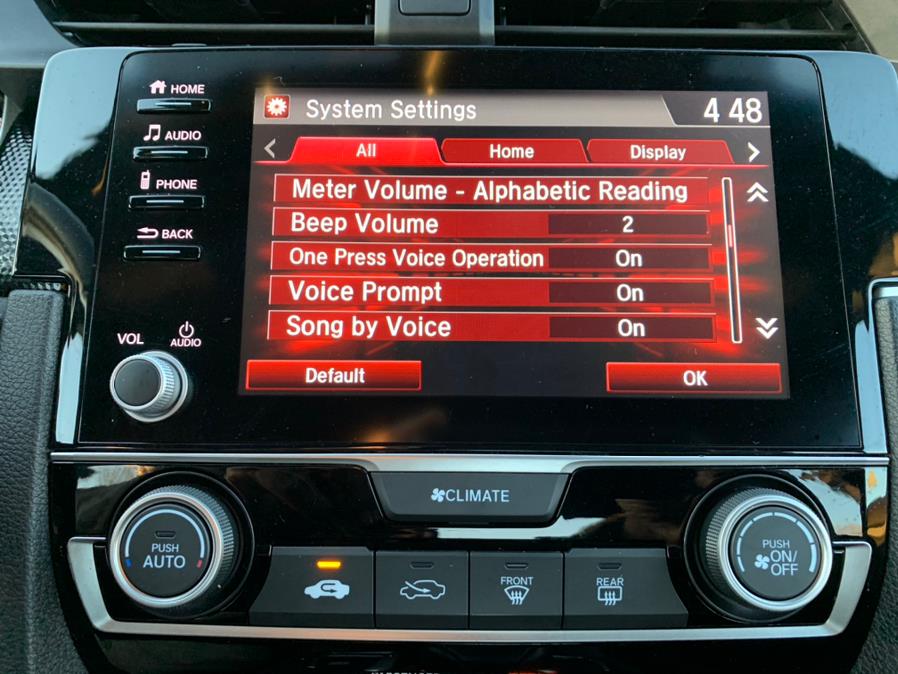 HOME
AUDIO
PHONE
BACK
VOL
AUDIO
System Settings
4 48
All
Home
Display
Meter Volume - Alphabetic Reading
Beep Volume 2
One Press Voice Operation On
Voice Prompt On
Song by Voice On
Default
OK
CLIMATE
PUSH
AUTO
FRONT
REAR
PUSH
ON/
OFF